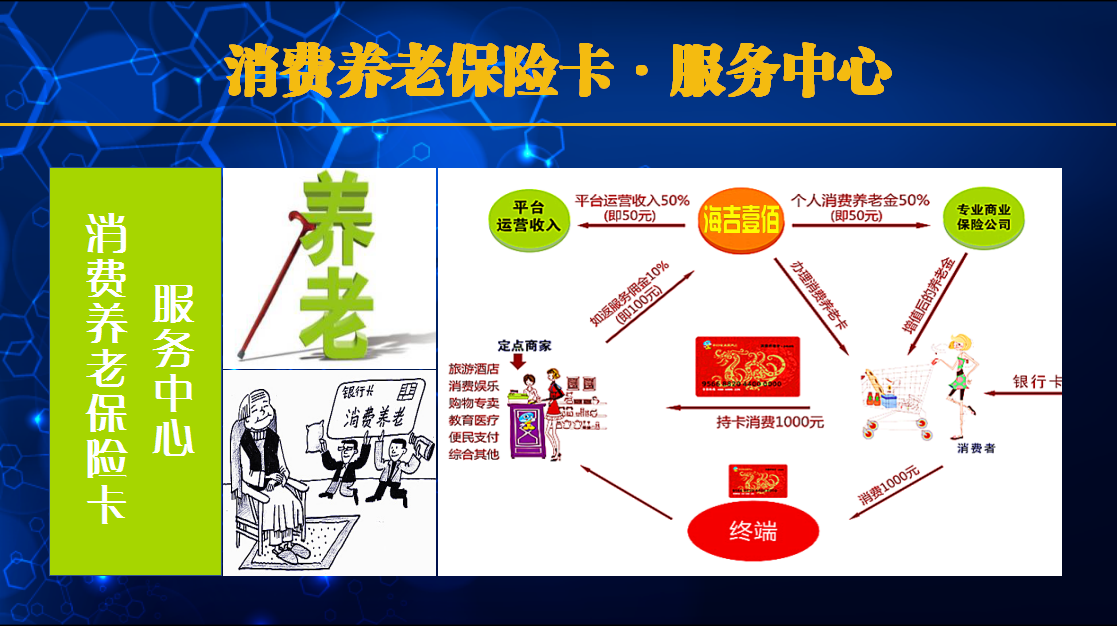 消费养老保险卡·服务中心
消费养老保险卡
服务中心
养老
银行卡
消费养老
平台
运营收入
平台运营收入50%
(即50元)
海吉壹佰
个人消费养老金50%
(即50元)
专业商业
保险公司
如返服务佣金10%
(即100元)
办理消费养老卡
增值后的养老金
定点商家
旅游酒店
消费娱乐
购物专卖
教育医疗
便民支付
综合其他
持卡消费1000元
银行卡
消费者
消费1000元
终端